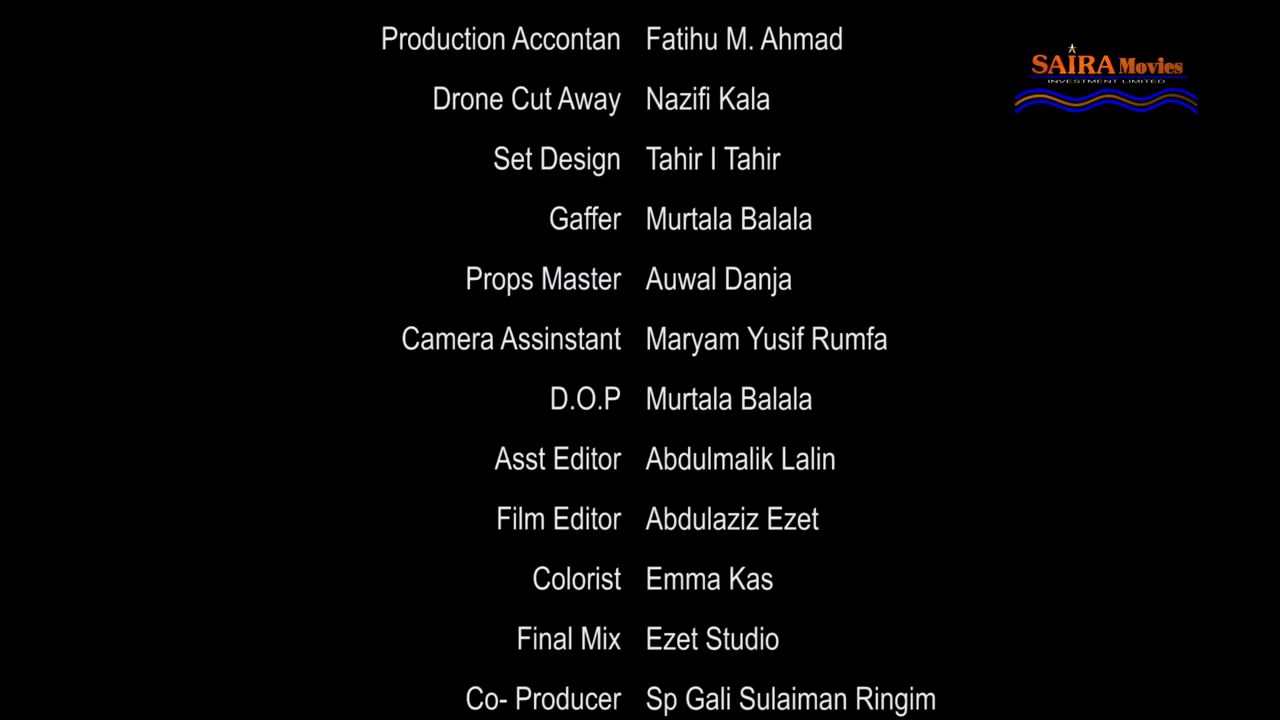 Production Accontan Fatihu M. Ahmad
Drone Cut Away Nazifi Kala
Set Design Tahir I Tahir
Gaffer Murtala Balala
Props Master Auwal Danja
Camera Assinstant Maryam Yusif Rumfa
D.O.P Murtala Balala
Asst Editor Abdulmalik Lalin
Film Editor Abdulaziz Ezet
Colorist Emma Kas
Final Mix Ezet Studio
Co- Producer Sp Gali Sulaiman Ringim
SAIRA Movies
INVESTMENT LIMITED